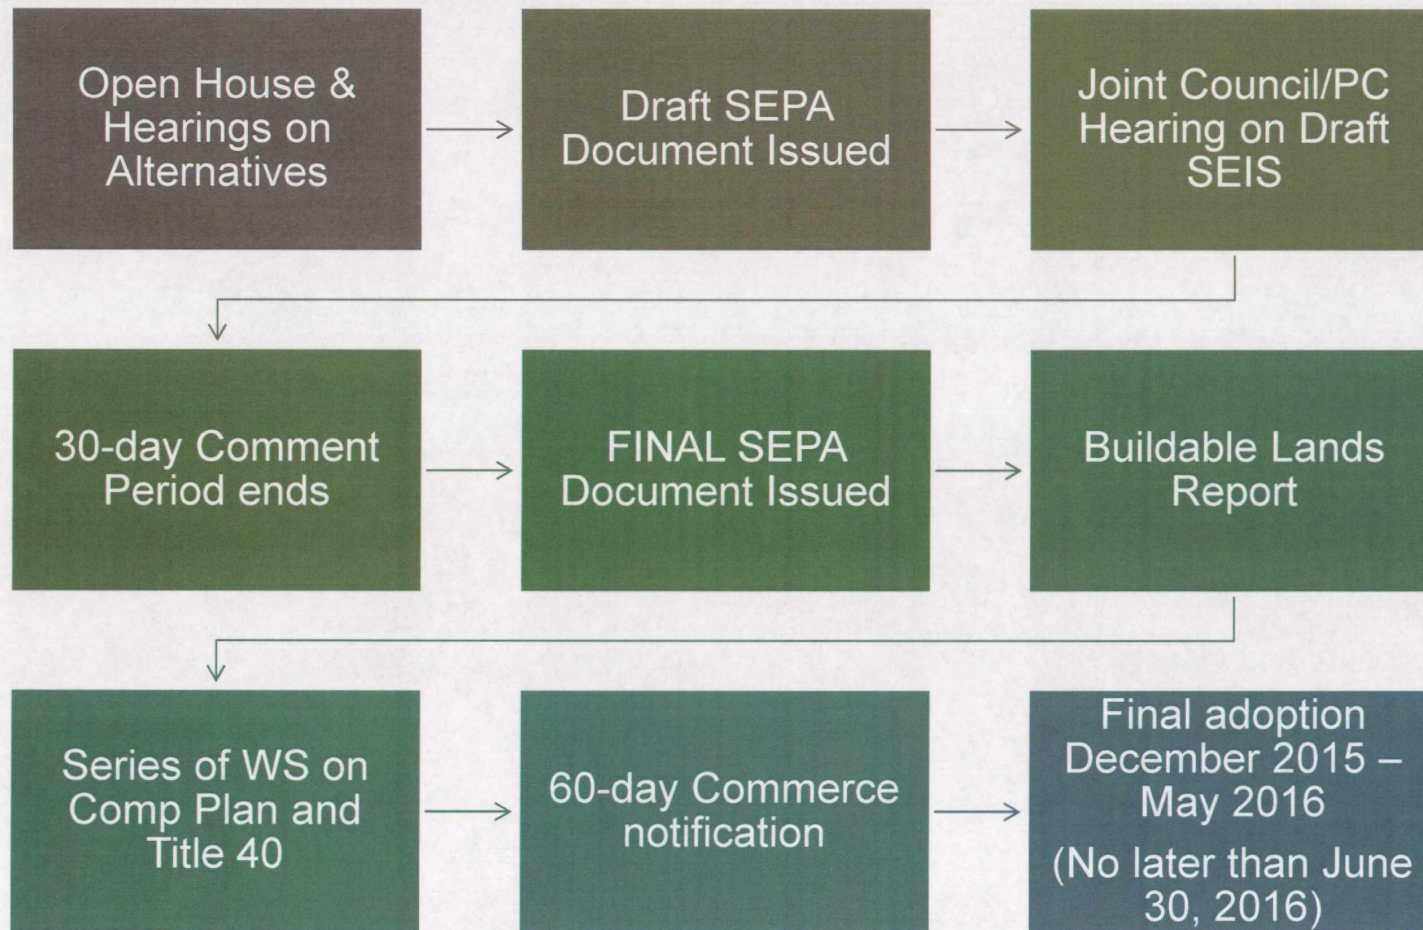 Open House &
Hearings on
Alternatives
Draft SEPA
Document Issued
Joint Council/PC
Hearing on Draft
SEIS
30-day Comment
Period ends
FINAL SEPA
Document Issued
Buildable Lands
Report
Series of WS on
Comp Plan and
Title 40
60-day Commerce
notification
Final adoption
December 2015 –
May 2016
(No later than June
30, 2016)